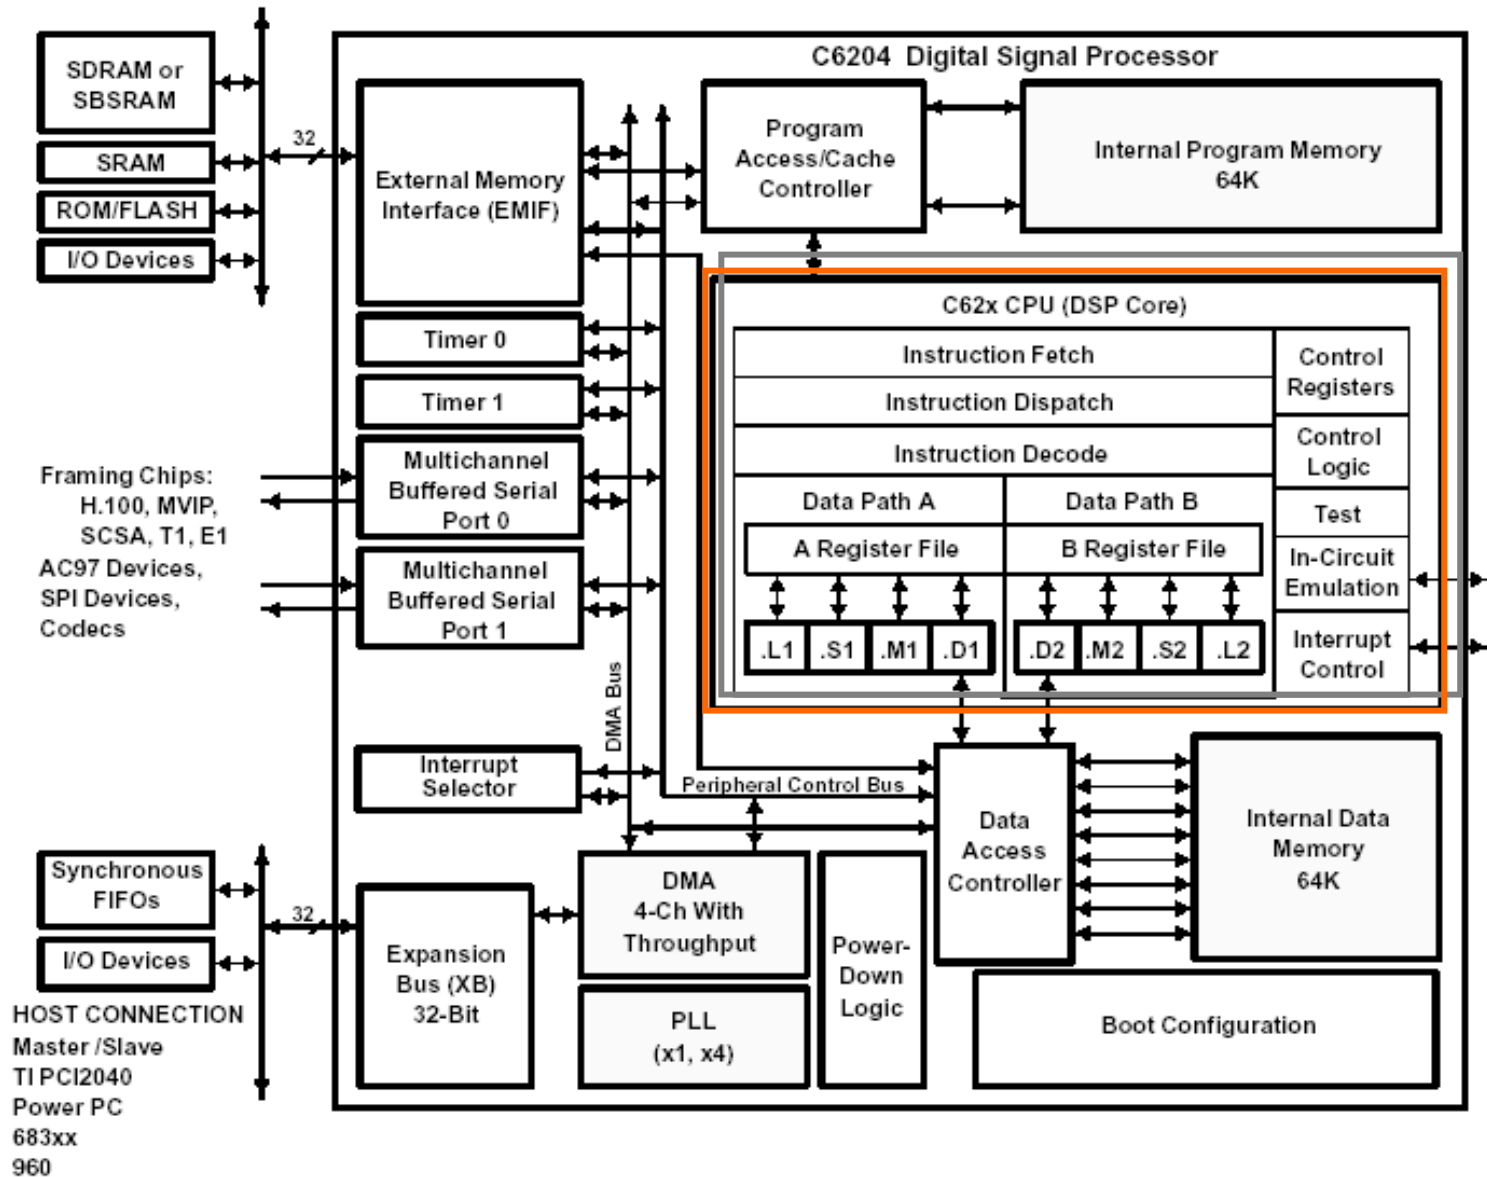 C6204 Digital Signal Processor
SDRAM or
SBSRAM
SRAM
ROM/FLASH
I/O Devices
32
External Memory
Interface (EMIF)
Program
Access/Cache
Controller
Internal Program Memory
64K
Timer 0
Timer 1
Framing Chips:
H.100, MVIP,
SCSA, T1, E1
AC97 Devices,
SPI Devices,
Codecs
Multichannel
Buffered Serial
Port 0
Multichannel
Buffered Serial
Port 1
C62x CPU (DSP Core)
Instruction Fetch
Instruction Dispatch
Instruction Decode
Data Path A
Data Path B
A Register File
B Register File
.L1
.S1
.M1
.D1
.D2
.M2
.S2
.L2
Control
Registers
Control
Logic
Test
In-Circuit
Emulation
Interrupt
Control
DMA Bus
Interrupt
Selector
Peripheral Control Bus
Data
Access
Controller
Internal Data
Memory
64K
Synchronous
FIFOs
I/O Devices
32
HOST CONNECTION
Master /Slave
TI PCI2040
Power PC
683xx
960
Expansion
Bus (XB)
32-Bit
DMA
4-Ch With
Throughput
PLL
(x1, x4)
Power-
Down
Logic
Boot Configuration